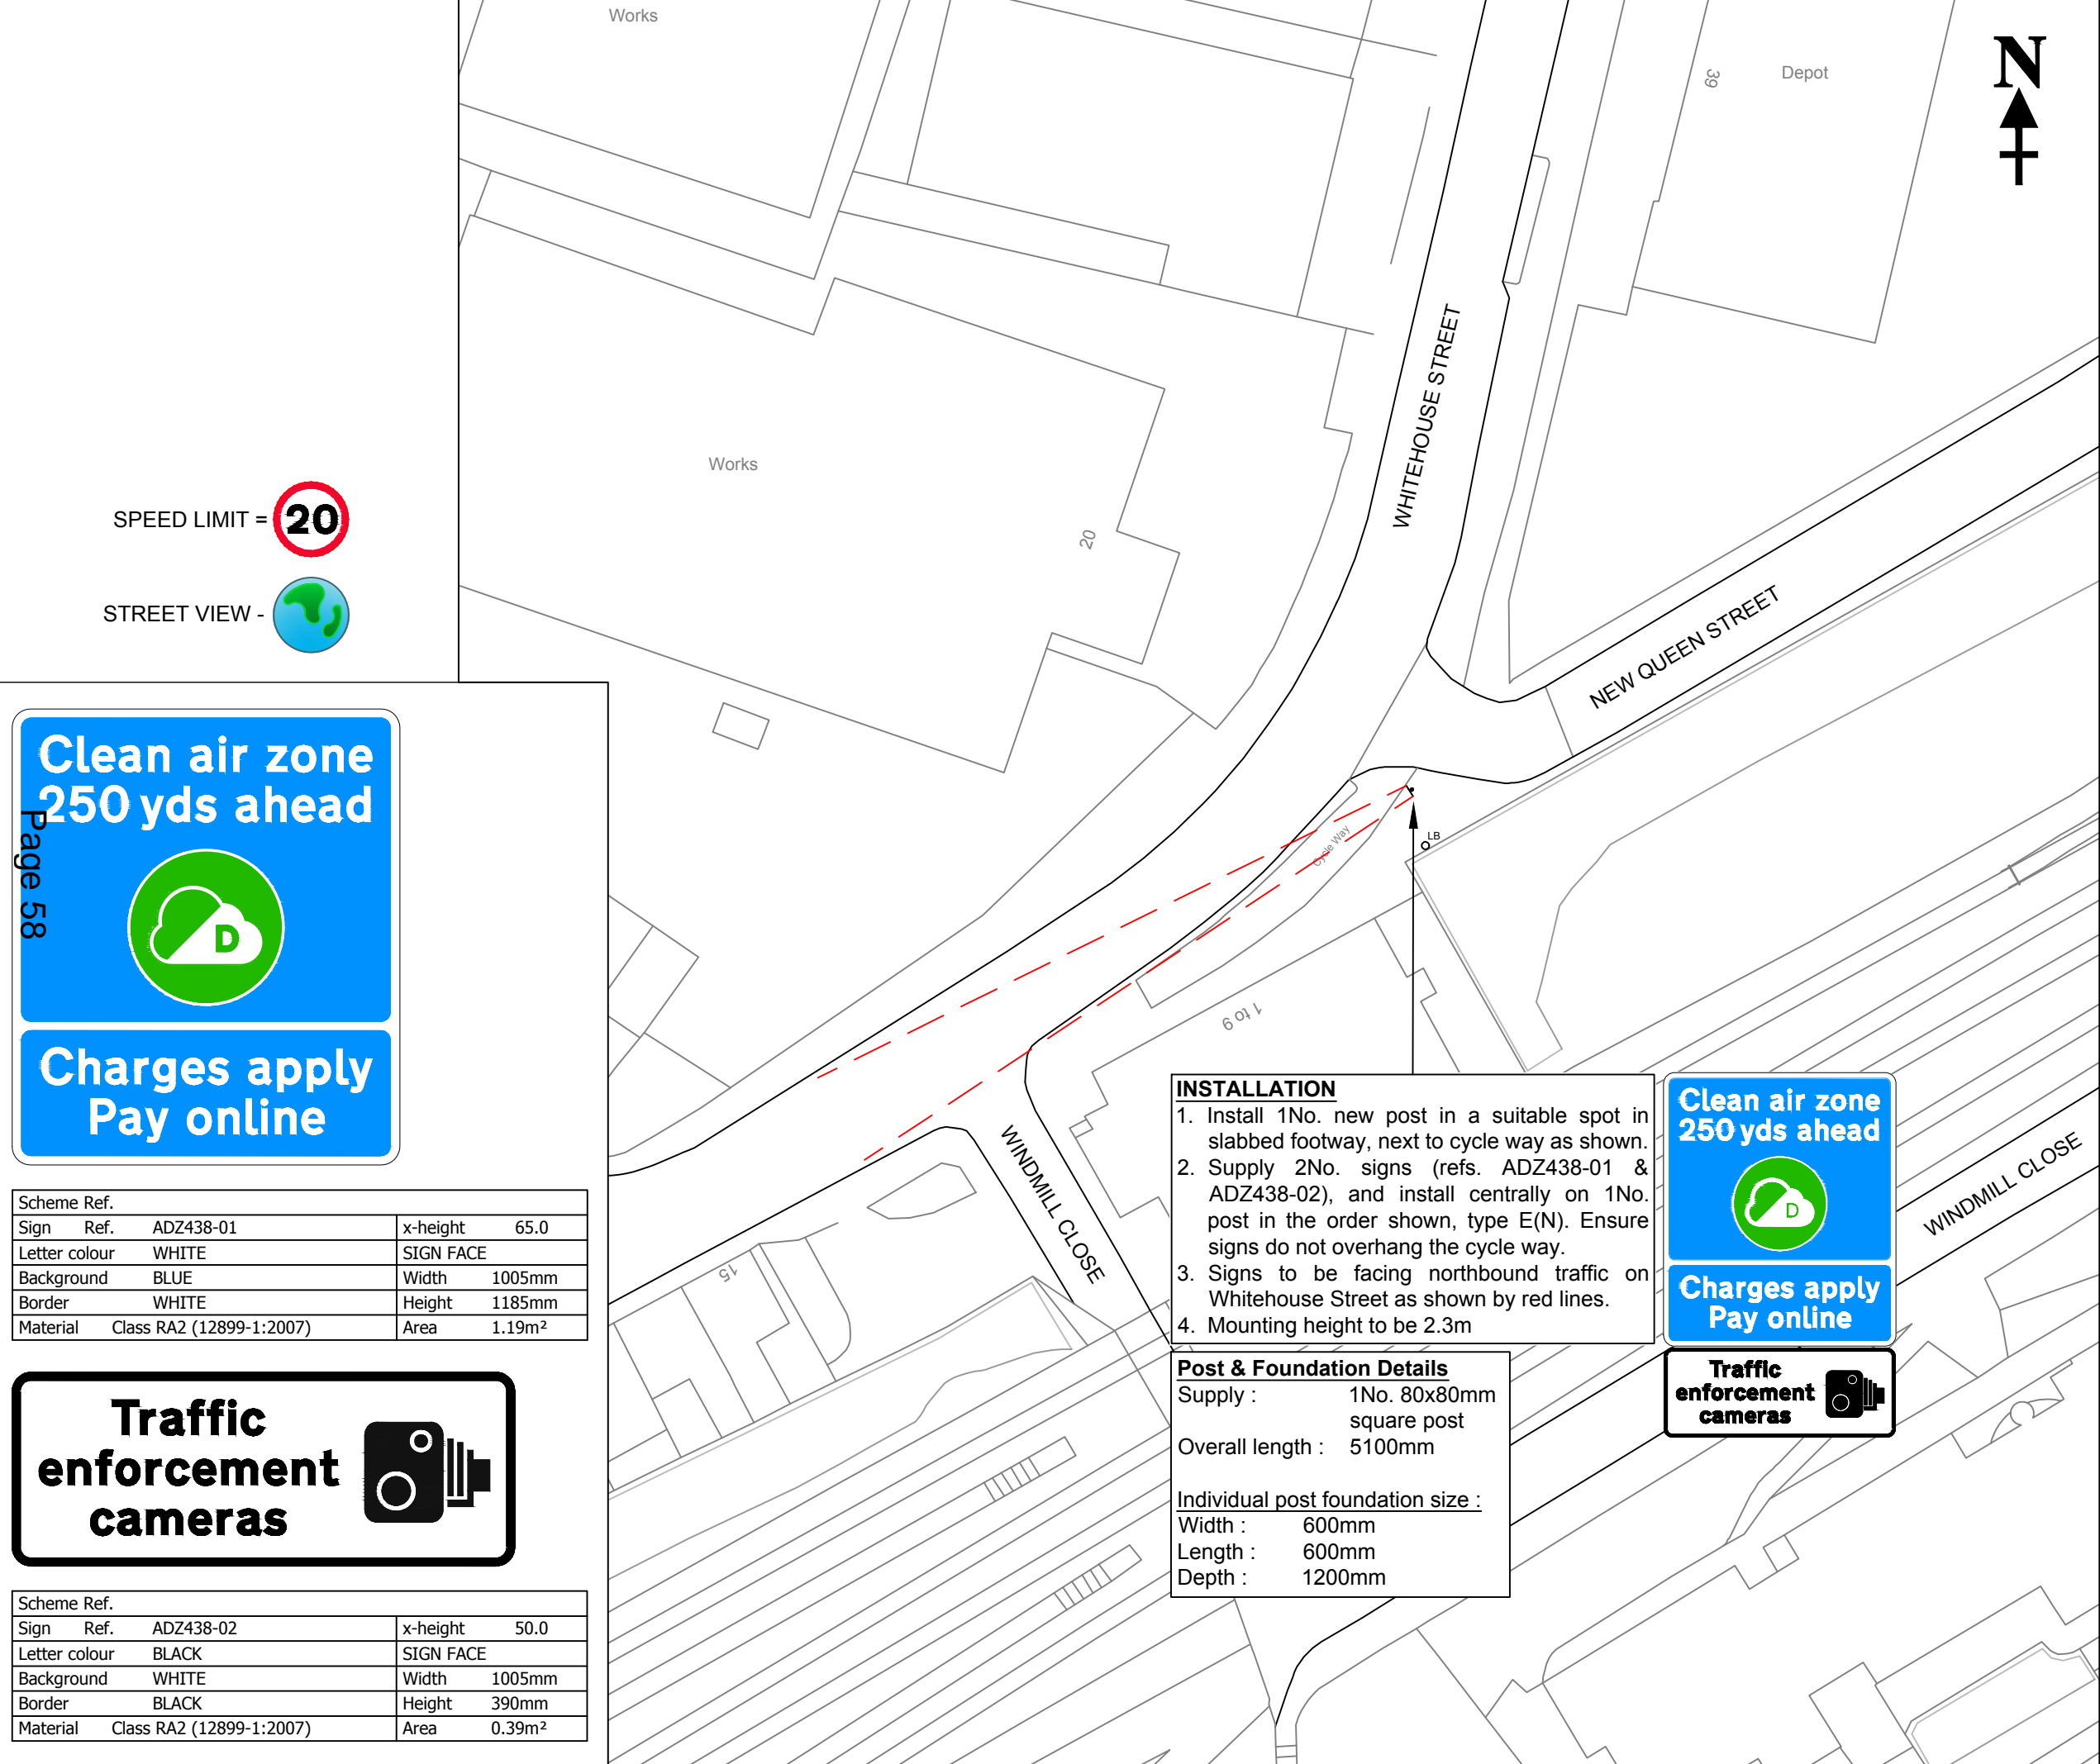 Works
39
Depot
N
WHITEHOUSE STREET
Works
20
SPEED LIMIT = 20
STREET VIEW -
NEW QUEEN STREET
Clean air zone
250 yds ahead
D
Charges apply
Pay online
Page 58
Cycle Way
LB
1 to 9
WINDMILL CLOSE
15
WINDMILL CLOSE
Scheme Ref.
Sign Ref. ADZ438-01 x-height 65.0
Letter colour WHITE SIGN FACE
Background BLUE Width 1005mm
Border WHITE Height 1185mm
Material Class RA2 (12899-1:2007) Area 1.19m²
Traffic
enforcement
cameras
Scheme Ref.
Sign Ref. ADZ438-02 x-height 50.0
Letter colour BLACK SIGN FACE
Background WHITE Width 1005mm
Border BLACK Height 390mm
Material Class RA2 (12899-1:2007) Area 0.39m²
INSTALLATION
1. Install 1No. new post in a suitable spot in
slabbed footway, next to cycle way as shown.
2. Supply 2No. signs (refs. ADZ438-01 &
ADZ438-02), and install centrally on 1No.
post in the order shown, type E(N). Ensure
signs do not overhang the cycle way.
3. Signs to be facing northbound traffic on
Whitehouse Street as shown by red lines.
4. Mounting height to be 2.3m
Post & Foundation Details
Supply : 1No. 80x80mm
square post
Overall length : 5100mm
Individual post foundation size :
Width : 600mm
Length : 600mm
Depth : 1200mm
Clean air zone
250 yds ahead
D
Charges apply
Pay online
Traffic
enforcement
cameras